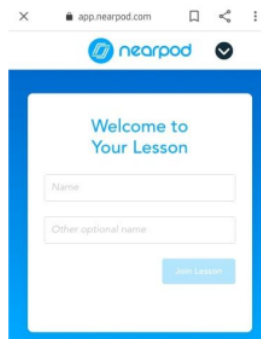 app.nearpod.com
nearpod
Welcome to
Your Lesson
Name
Other optional name
Join Lesson